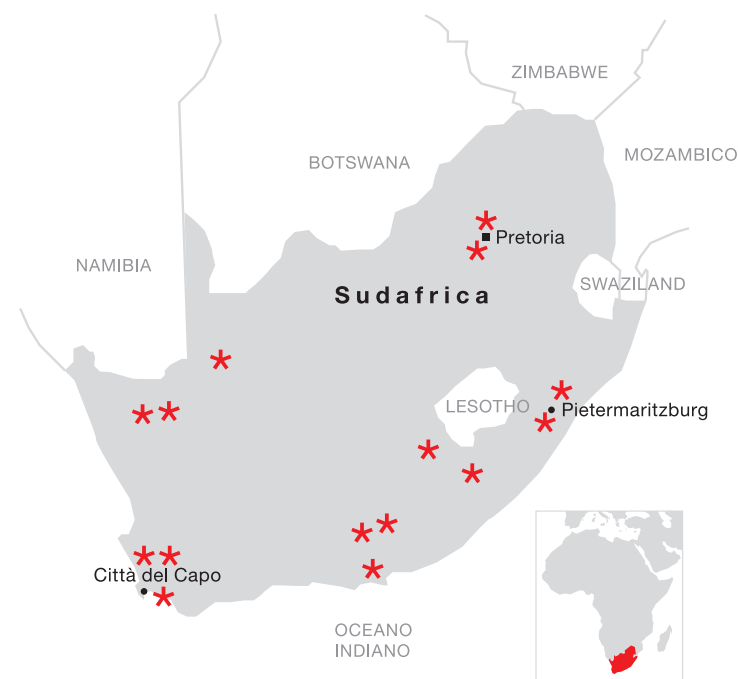 ZIMBABWE
MOZAMBICO
BOTSWANA
Pretoria
NAMIBIA
SWAZILAND
Sudafrica
LESOTHO
Pietermaritzburg
Città del Capo
OCEANO
INDIANO